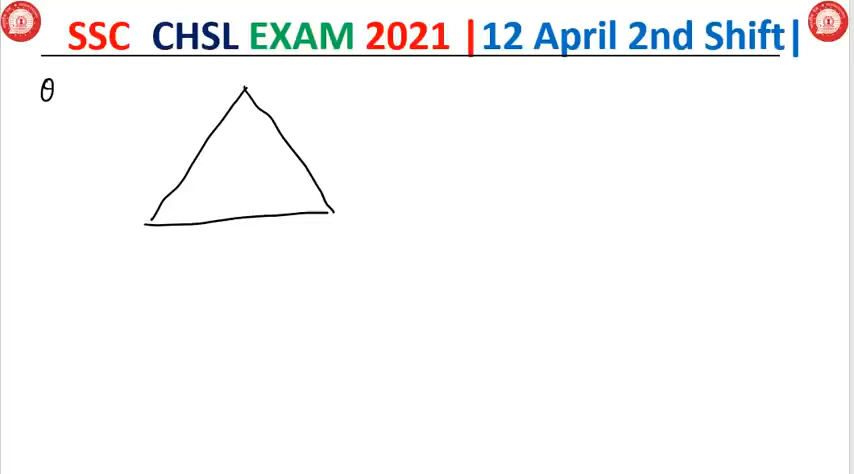 SSC CHSL EXAM 2021 |12 April 2nd Shift|
θ